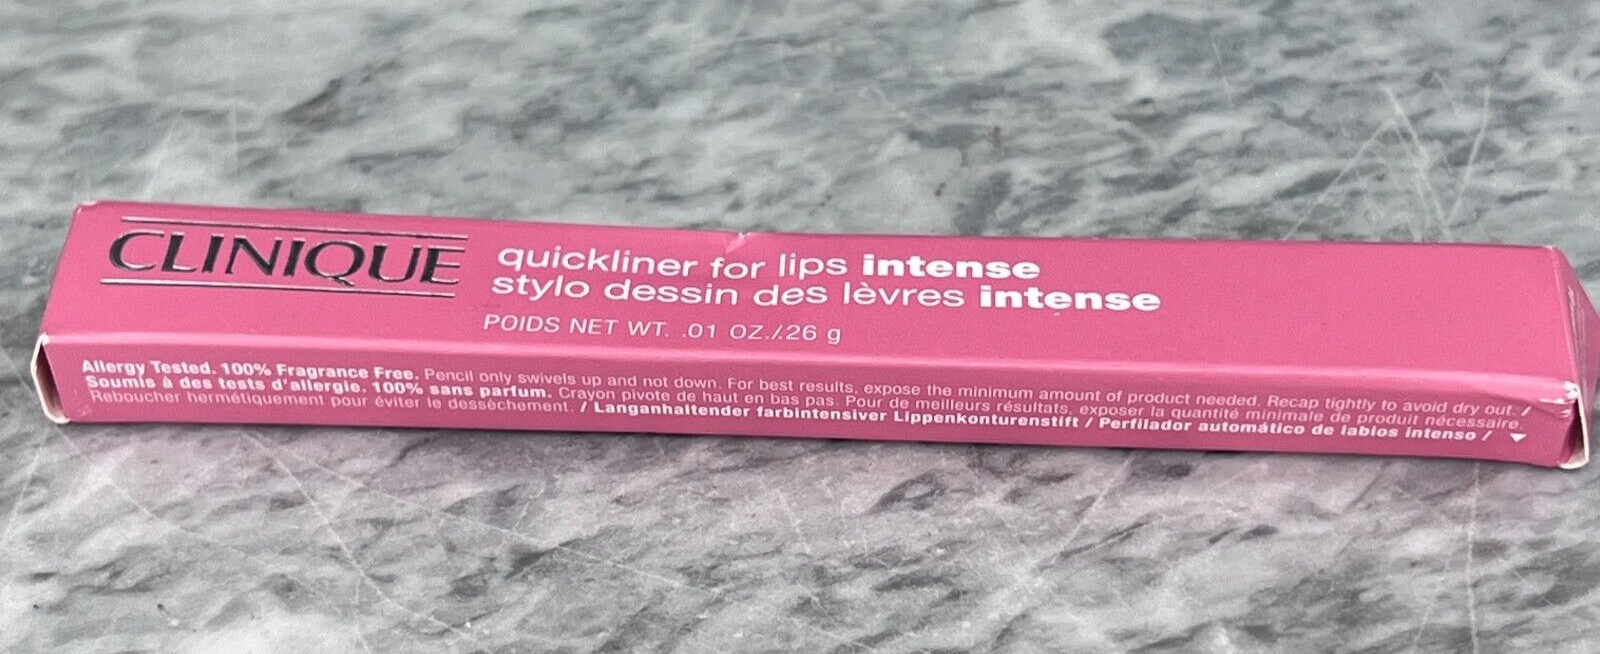 CLINIQUE
quickliner for lips intense
stylo dessin des lèvres intense
POIDS NET WT. .01 OZ./.26 g
Allergy Tested. 100% Fragrance Free. Pencil only swivels up and not down. For best results, expose the minimum amount of product needed. Recap tightly to avoid dry out. /
Soumis à des tests d'allergie. 100% sans parfum. Crayon pivote de haut en bas pas. Pour de meilleurs résultats, exposer la quantité minimale de produit nécessaire.
Reboucher hermétiquement pour éviter le dessèchement. / Langanhaltender farbintensiver Lippenkonturenstift / Perfilador automático de labios intenso /